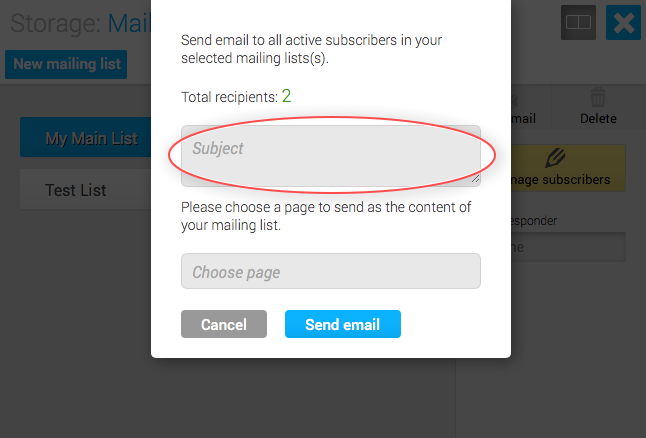 Storage: Mail
New mailing list
Send email to all active subscribers in your
selected mailing lists(s).
Total recipients: 2
Subject
Please choose a page to send as the content of
your mailing list.
Choose page
Cancel
Send email
My Main List
Test List
mail
Delete
nage subscribers
esponder